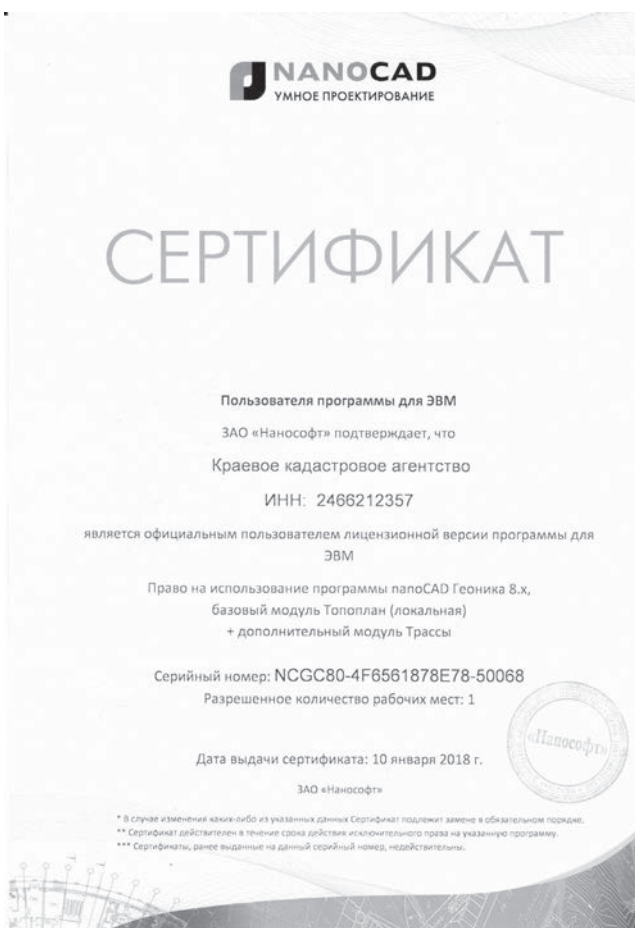 NANOCAD
УМНОЕ ПРОЕКТИРОВАНИЕ
СЕРТИФИКАТ
Пользователя программы для ЭВМ
ЗАО «Нанософт» подтверждает, что
Краевое кадастровое агентство
ИНН: 2466212357
является официальным пользователем лицензионной версии программы для
ЭВМ
Право на использование программы nanoCAD Геоника 8.x,
базовый модуль Топоплан (локальная)
+ дополнительный модуль Трассы
Серийный номер: NCGC80-4F6561878E78-50068
Разрешенное количество рабочих мест: 1
«Нанософт»
Дата выдачи сертификата: 10 января 2018 г.
ЗАО «Нанософт»
* В случае изменения каких-либо из указанных данных Сертификат подлежит замене в обязательном порядке.
** Сертификат действителен в течение срока действия исключительного права на указанную программу.
*** Сертификаты, ранее выданные на данный серийный номер, недействительны.